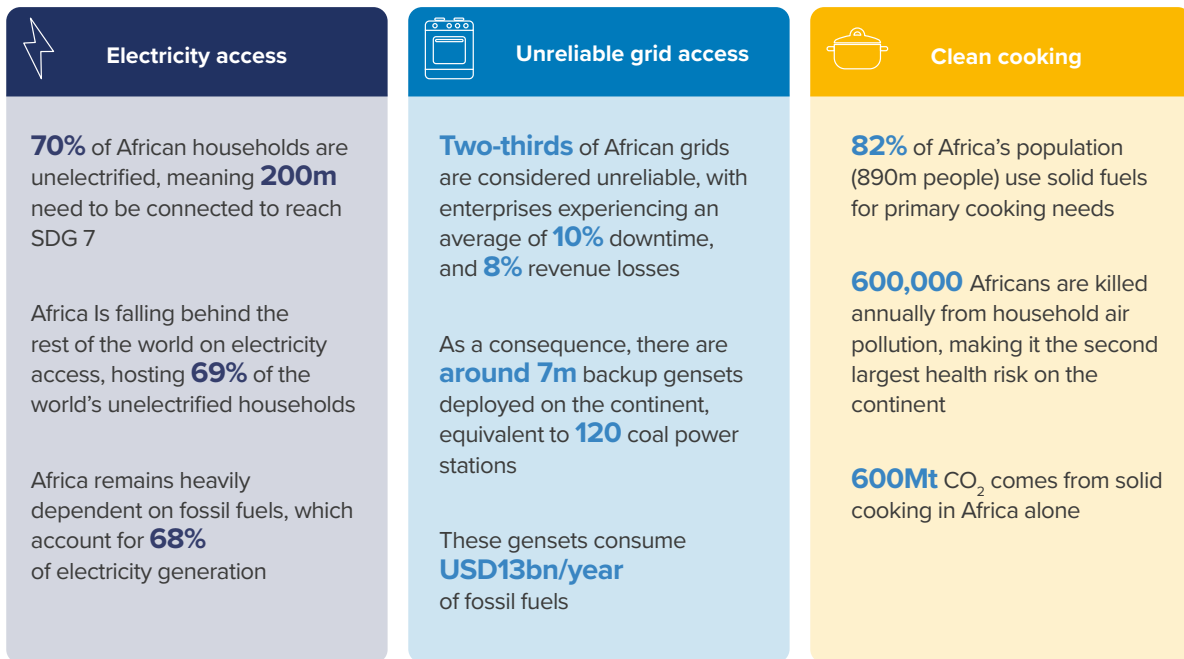 Electricity access
70% of African households are
unelectrified, meaning 200m
need to be connected to reach
SDG 7
Africa Is falling behind the
rest of the world on electricity
access, hosting 69% of the
world’s unelectrified households
Africa remains heavily
dependent on fossil fuels, which
account for 68%
of electricity generation
Unreliable grid access
Two-thirds of African grids
are considered unreliable, with
enterprises experiencing an
average of 10% downtime,
and 8% revenue losses
As a consequence, there are
around 7m backup gensets
deployed on the continent,
equivalent to 120 coal power
stations
These gensets consume
USD13bn/year
of fossil fuels
Clean cooking
82% of Africa’s population
(890m people) use solid fuels
for primary cooking needs
600,000 Africans are killed
annually from household air
pollution, making it the second
largest health risk on the
continent
600Mt CO₂ comes from solid
cooking in Africa alone